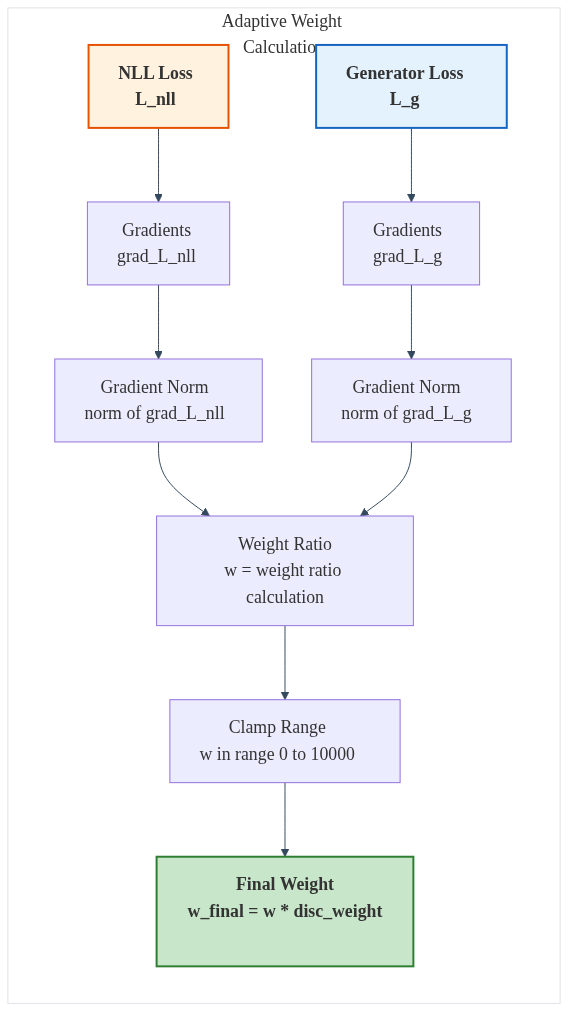 Adaptive Weight
Calculation
NLL Loss
L_nll
Generator Loss
L_g
Gradients
grad_L_nll
Gradients
grad_L_g
Gradient Norm
norm of grad_L_nll
Gradient Norm
norm of grad_L_g
Weight Ratio
w = weight ratio
calculation
Clamp Range
w in range 0 to 10000
Final Weight
w_final = w * disc_weight